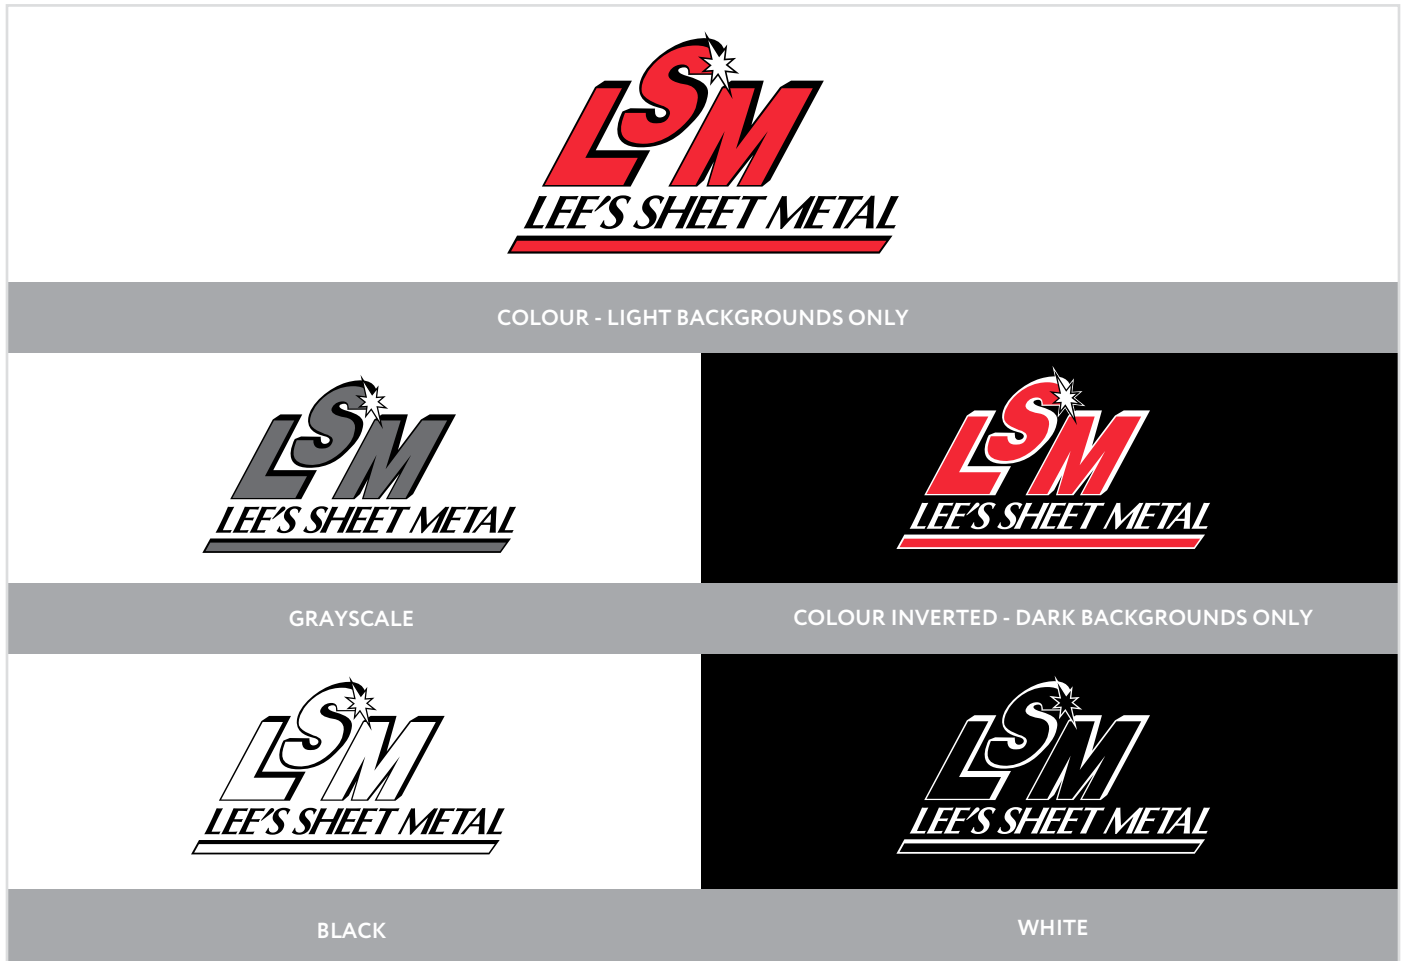 LSM
LEE'S SHEET METAL
COLOUR - LIGHT BACKGROUNDS ONLY
LSM
LEE'S SHEET METAL
LSM
LEE'S SHEET METAL
GRAYSCALE
COLOUR INVERTED - DARK BACKGROUNDS ONLY
LSM
LEE'S SHEET METAL
LSM
LEE'S SHEET METAL
BLACK
WHITE